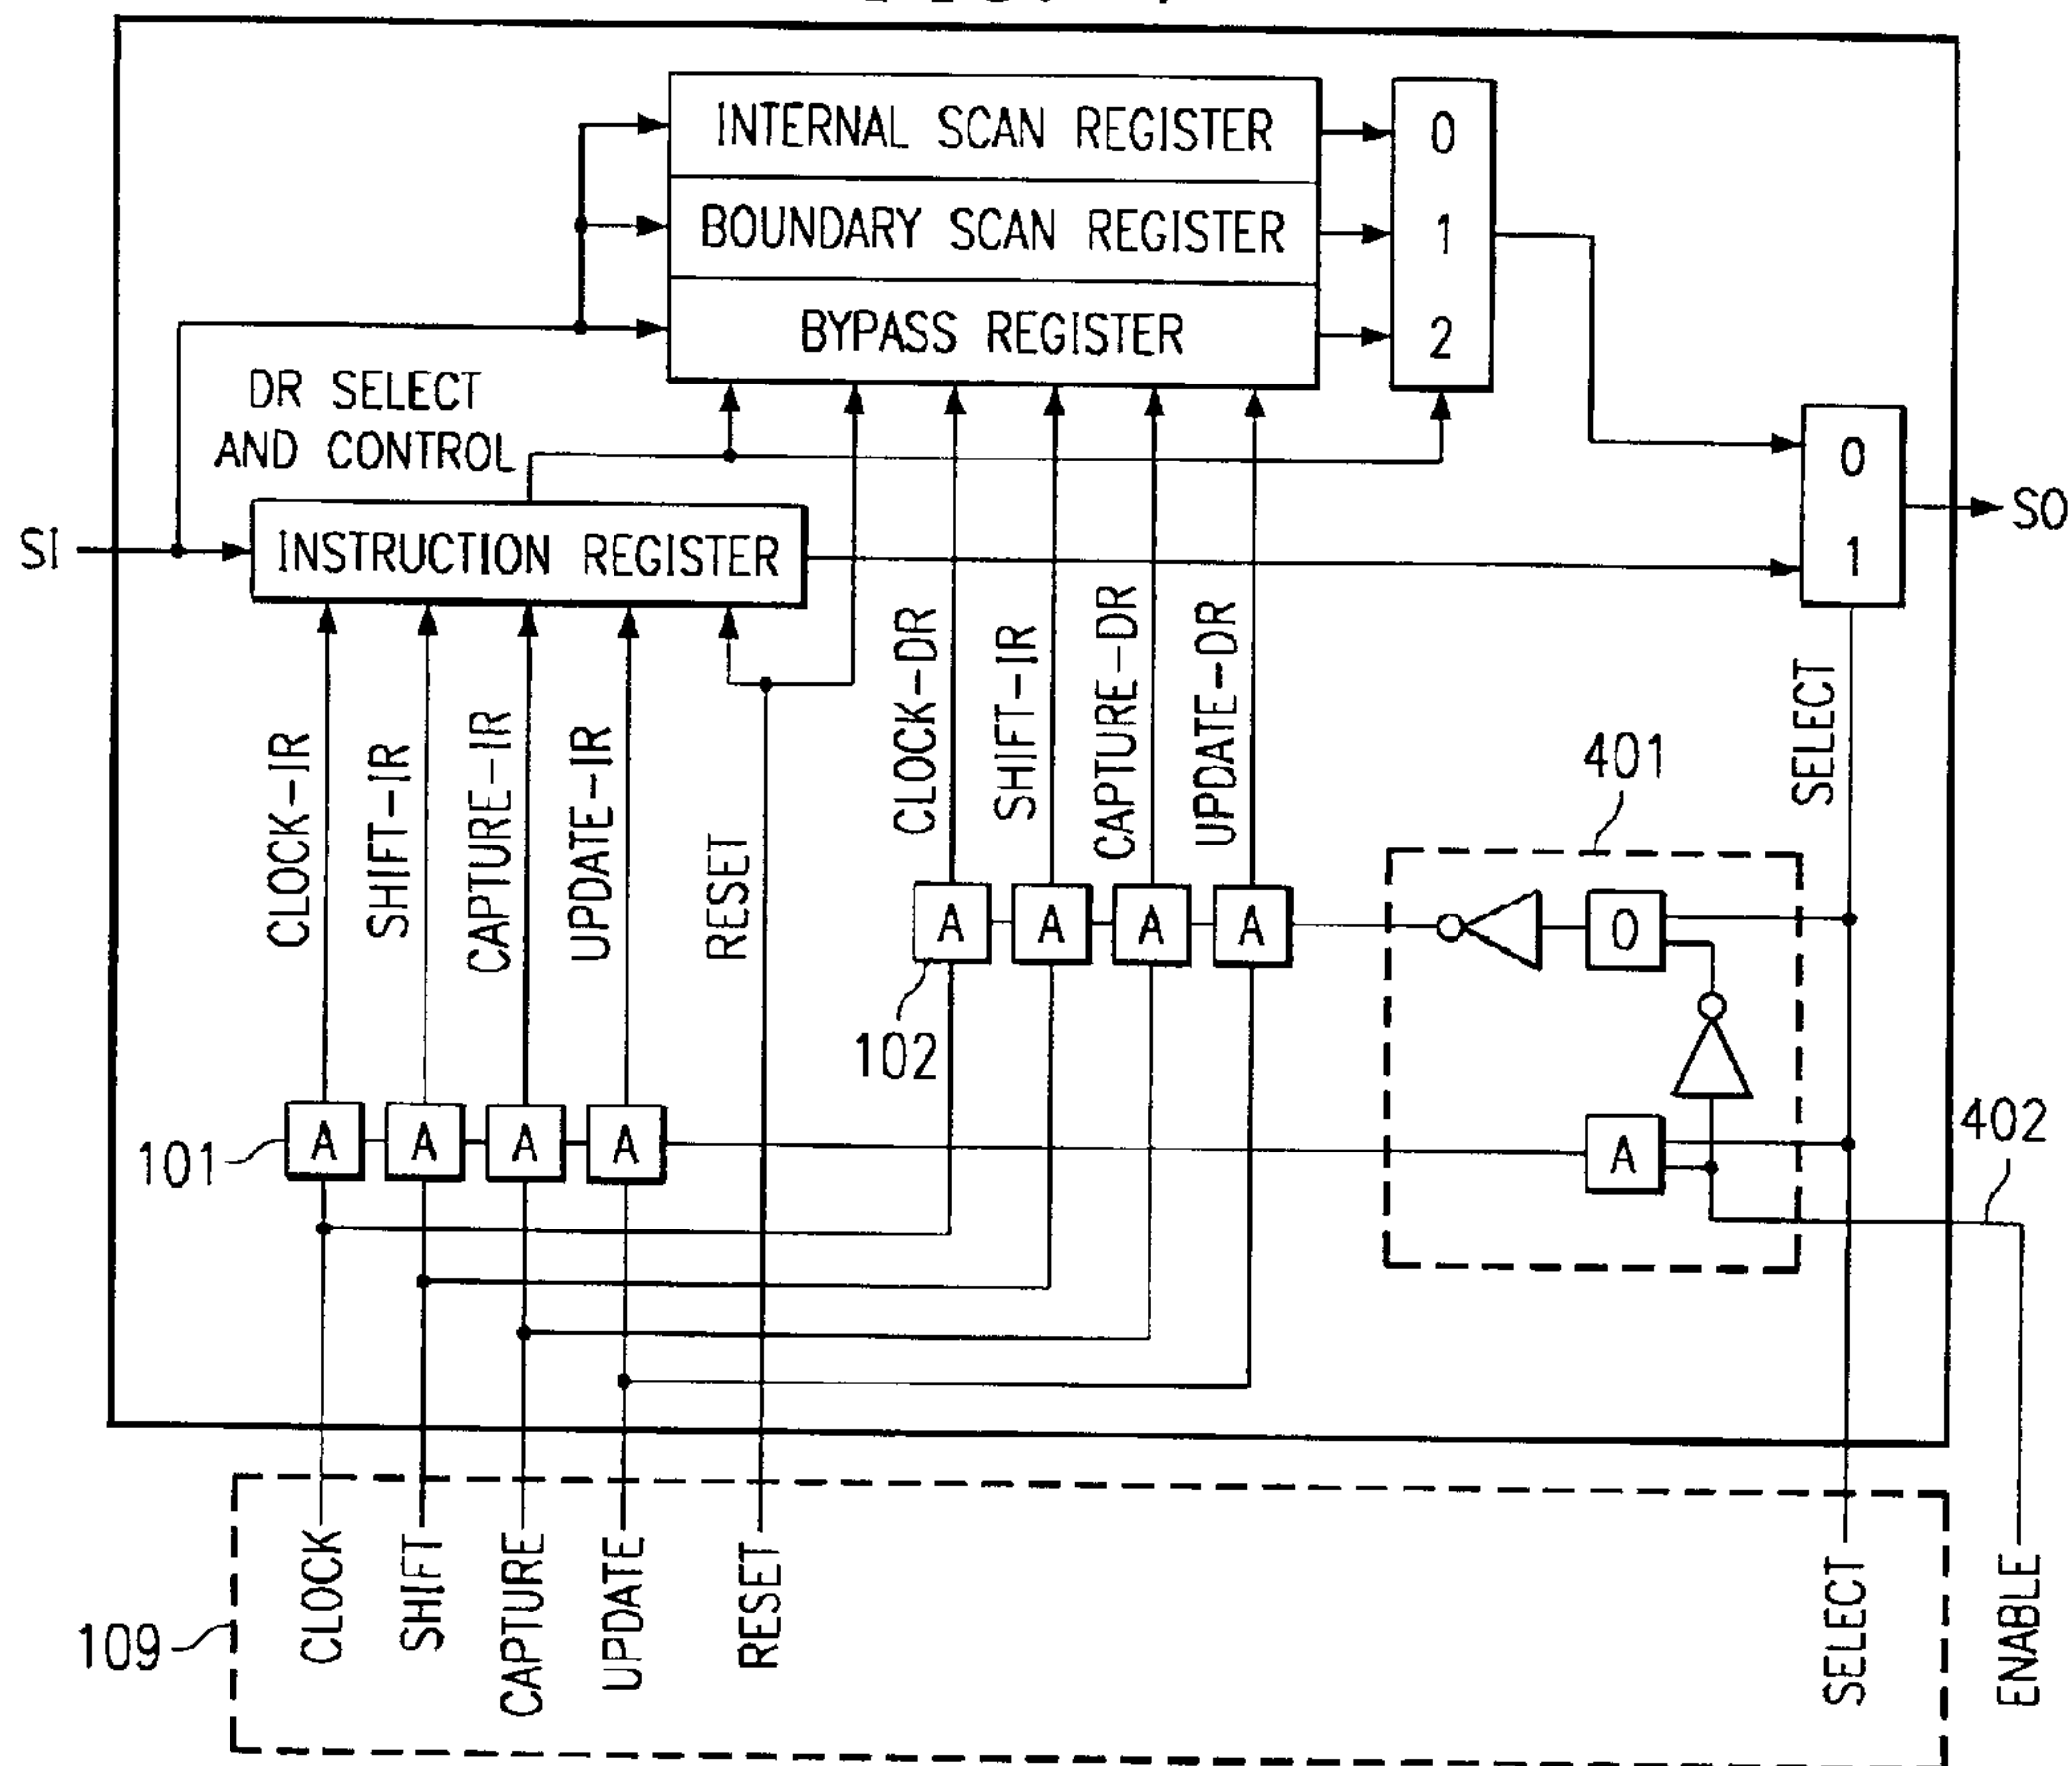 INTERNAL SCAN REGISTER
0
BOUNDARY SCAN REGISTER
1
BYPASS REGISTER
2
DR SELECT
AND CONTROL
0
1
SI
INSTRUCTION REGISTER
SO
CLOCK-IR
SHIFT-IR
CAPTURE-IR
UPDATE-IR
RESET
CLOCK-DR
SHIFT-IR
CAPTURE-DR
UPDATE-DR
SELECT
401
A
A
A
A
O
102
402
101
A
A
A
A
A
109
CLOCK
SHIFT
CAPTURE
UPDATE
RESET
SELECT
ENABLE